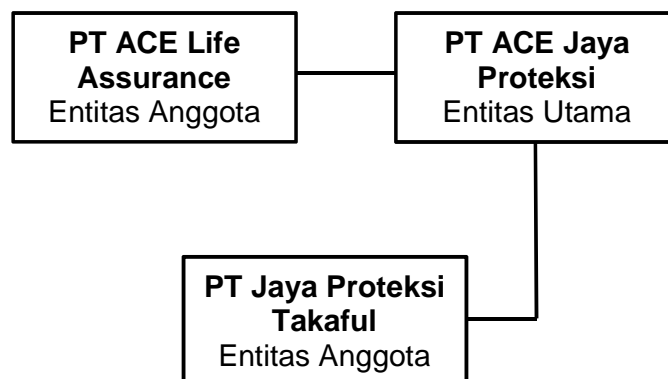 PT ACE Life
Assurance
Entitas Anggota
PT ACE Jaya
Proteksi
Entitas Utama
PT Jaya Proteksi
Takaful
Entitas Anggota